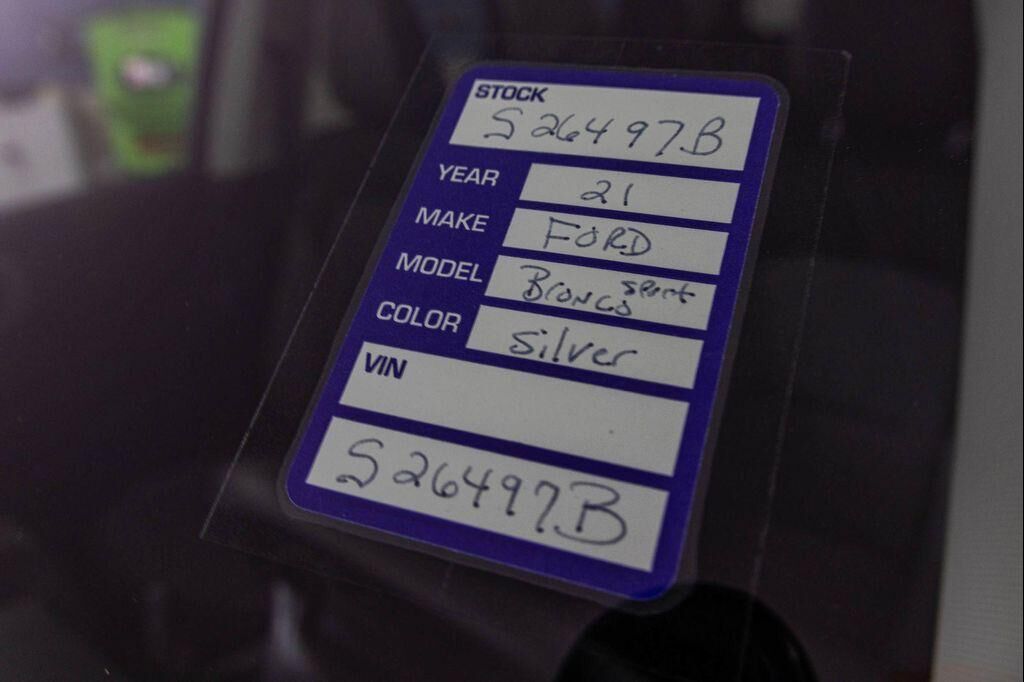 STOCK
S26497B
YEAR 21
MAKE FORD
MODEL Bronco sport
COLOR Silver
VIN
S26497B